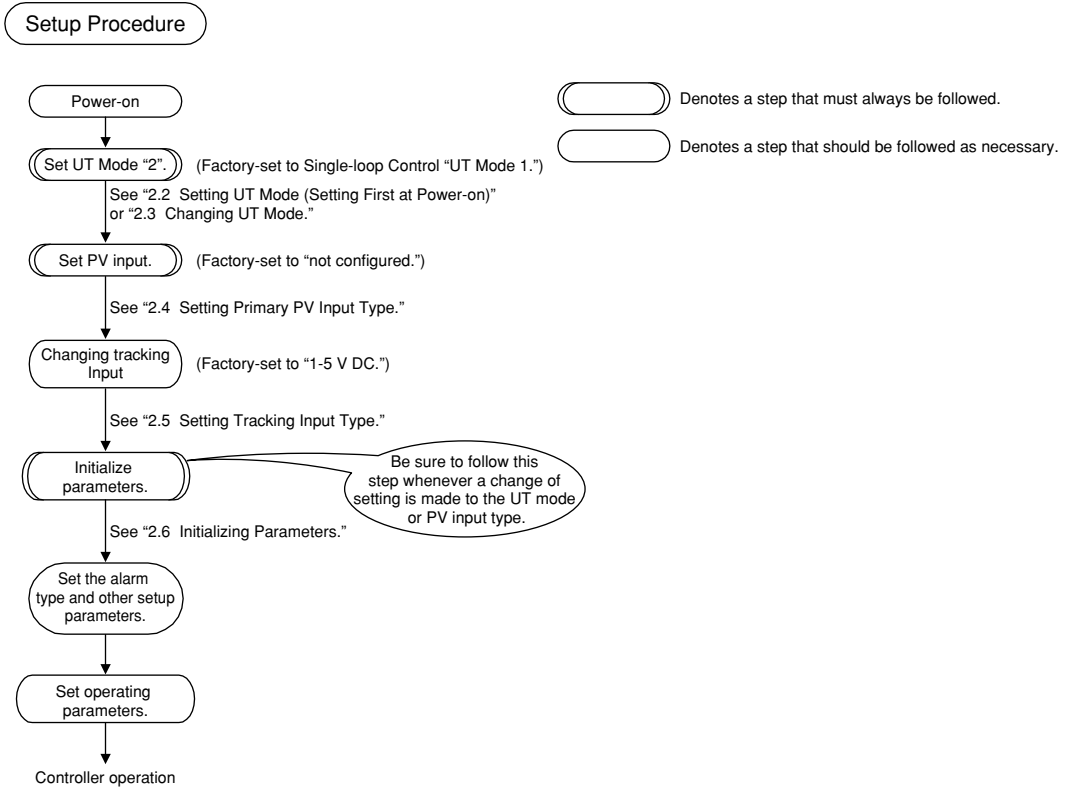 Setup Procedure
Power-on
Denotes a step that must always be followed.
Set UT Mode “2”.
(Factory-set to Single-loop Control “UT Mode 1.”)
Denotes a step that should be followed as necessary.
See “2.2  Setting UT Mode (Setting First at Power-on)”
or “2.3  Changing UT Mode.”
Set PV input.
(Factory-set to “not configured.”)
See “2.4  Setting Primary PV Input Type.”
Changing tracking
Input
(Factory-set to “1-5 V DC.”)
See “2.5  Setting Tracking Input Type.”
Initialize
parameters.
Be sure to follow this
step whenever a change of
setting is made to the UT mode
or PV input type.
See “2.6  Initializing Parameters.”
Set the alarm
type and other setup
parameters.
Set operating
parameters.
Controller operation